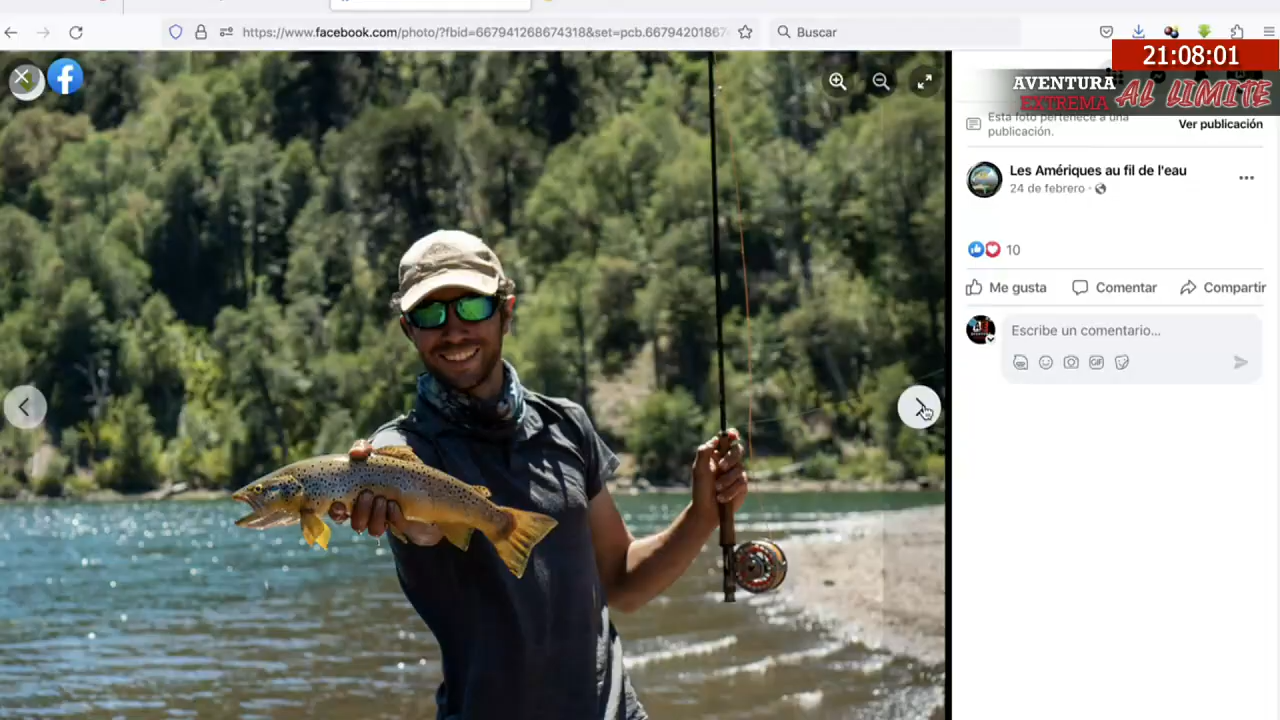 https://www.facebook.com/photo/?fbid=667941268674318&set=pcb.66794201867
Buscar
21:08:01
AVENTURA
EXTREMA
AL LIMITE
Esta foto pertenece a una
publicación.
Ver publicación
Les Amériques au fil de l'eau
24 de febrero ·
10
Me gusta
Comentar
Compartir
Escribe un comentario...
GIF